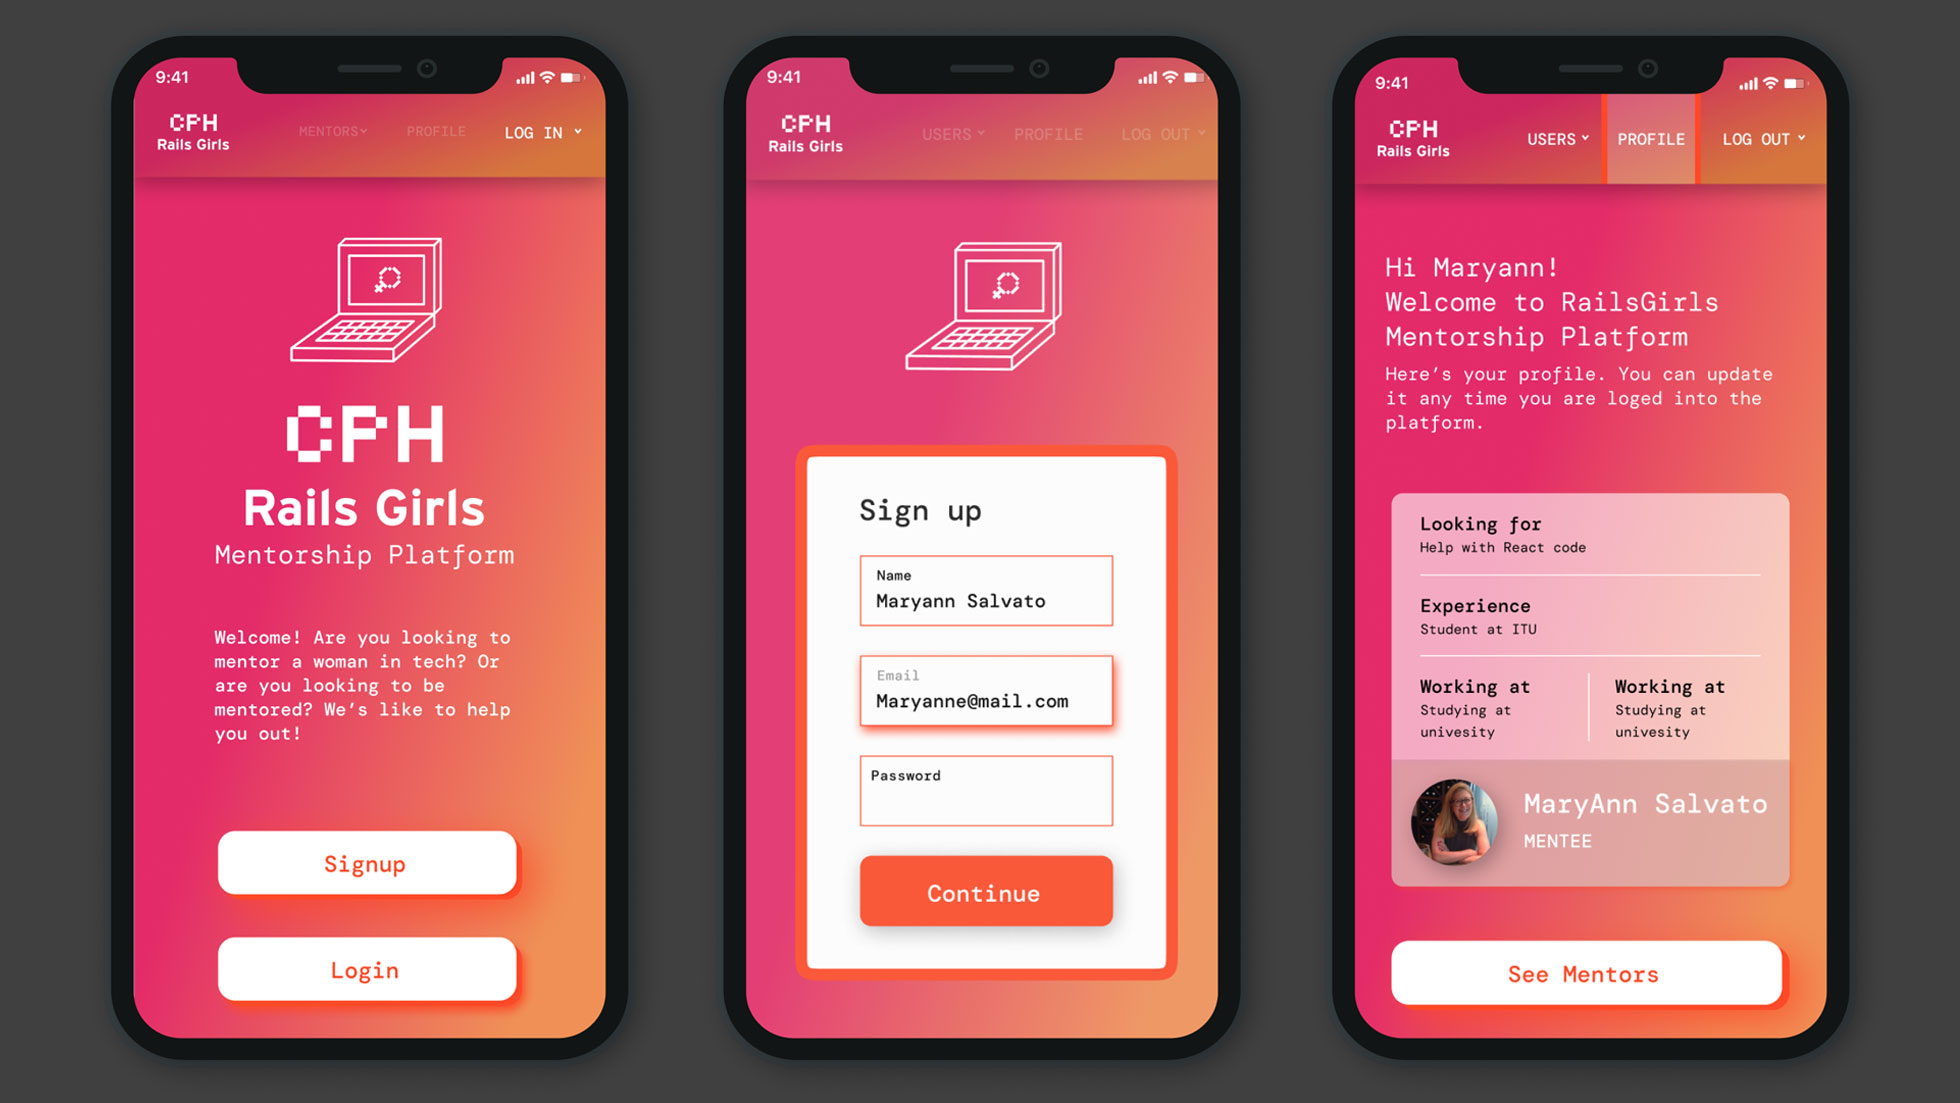 9:41
CPH
Rails Girls
MENTORS
PROFILE
LOG IN
CPH
Rails Girls
Mentorship Platform
Welcome! Are you looking to
mentor a woman in tech? Or
are you looking to be
mentored? We’s like to help
you out!
Signup
Login
9:41
CPH
Rails Girls
USERS
PROFILE
LOG OUT
Sign up
Name
Maryann Salvato
Email
Maryanne@mail.com
Password
Continue
9:41
CPH
Rails Girls
USERS
PROFILE
LOG OUT
Hi Maryann!
Welcome to RailsGirls
Mentorship Platform
Here’s your profile. You can update
it any time you are loged into the
platform.
Looking for
Help with React code
Experience
Student at ITU
Working at
Studying at
univesity
Working at
Studying at
univesity
MaryAnn Salvato
MENTEE
See Mentors